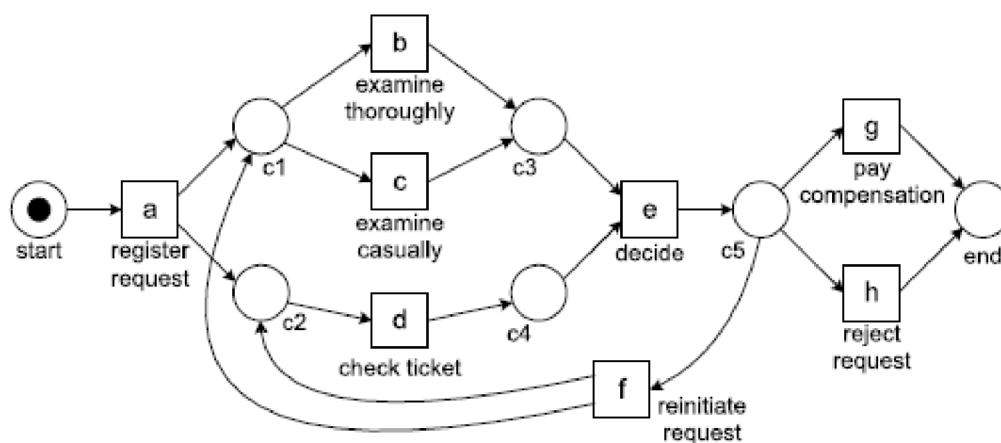 b
examine
thoroughly
g
c1
c3
pay
compensation
c
a
e
start
register
request
examine
casually
decide
c5
end
c2
d
c4
h
check ticket
reject
request
f
reinitiate
request